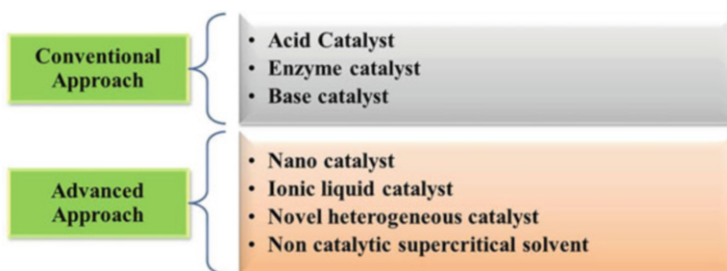 Conventional
Approach
• Acid Catalyst
• Enzyme catalyst
• Base catalyst
Advanced
Approach
• Nano catalyst
• Ionic liquid catalyst
• Novel heterogeneous catalyst
• Non catalytic supercritical solvent